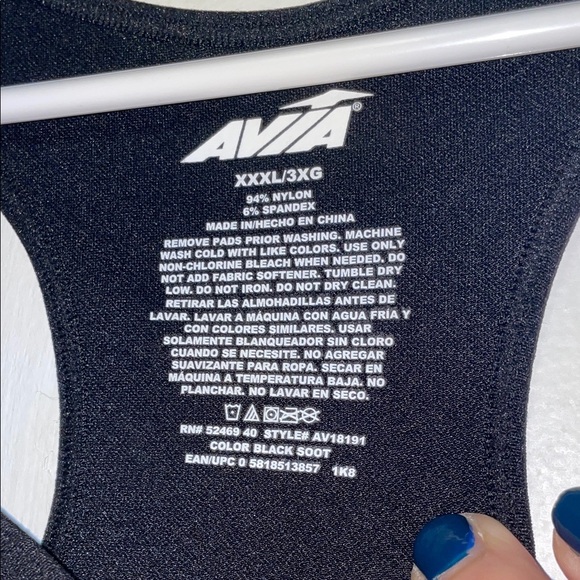 AVIA®
XXXL/3XG
94% NYLON
6% SPANDEX
MADE IN/HECHO EN CHINA
REMOVE PADS PRIOR WASHING. MACHINE
WASH COLD WITH LIKE COLORS. USE ONLY
NON-CHLORINE BLEACH WHEN NEEDED. DO
NOT ADD FABRIC SOFTENER. TUMBLE DRY
LOW. DO NOT IRON. DO NOT DRY CLEAN.
RETIRAR LAS ALMOHADILLAS ANTES DE
LAVAR. LAVAR A MÁQUINA CON AGUA FRÍA Y
CON COLORES SIMILARES. USAR
SOLAMENTE BLANQUEADOR SIN CLORO
CUANDO SE NECESITE. NO AGREGAR
SUAVIZANTE PARA ROPA. SECAR EN
MÁQUINA A TEMPERATURA BAJA. NO
PLANCHAR. NO LAVAR EN SECO.
RN# 52469 40 STYLE# AV18191
COLOR BLACK SOOT
EAN/UPC 0 5818513857 1K8